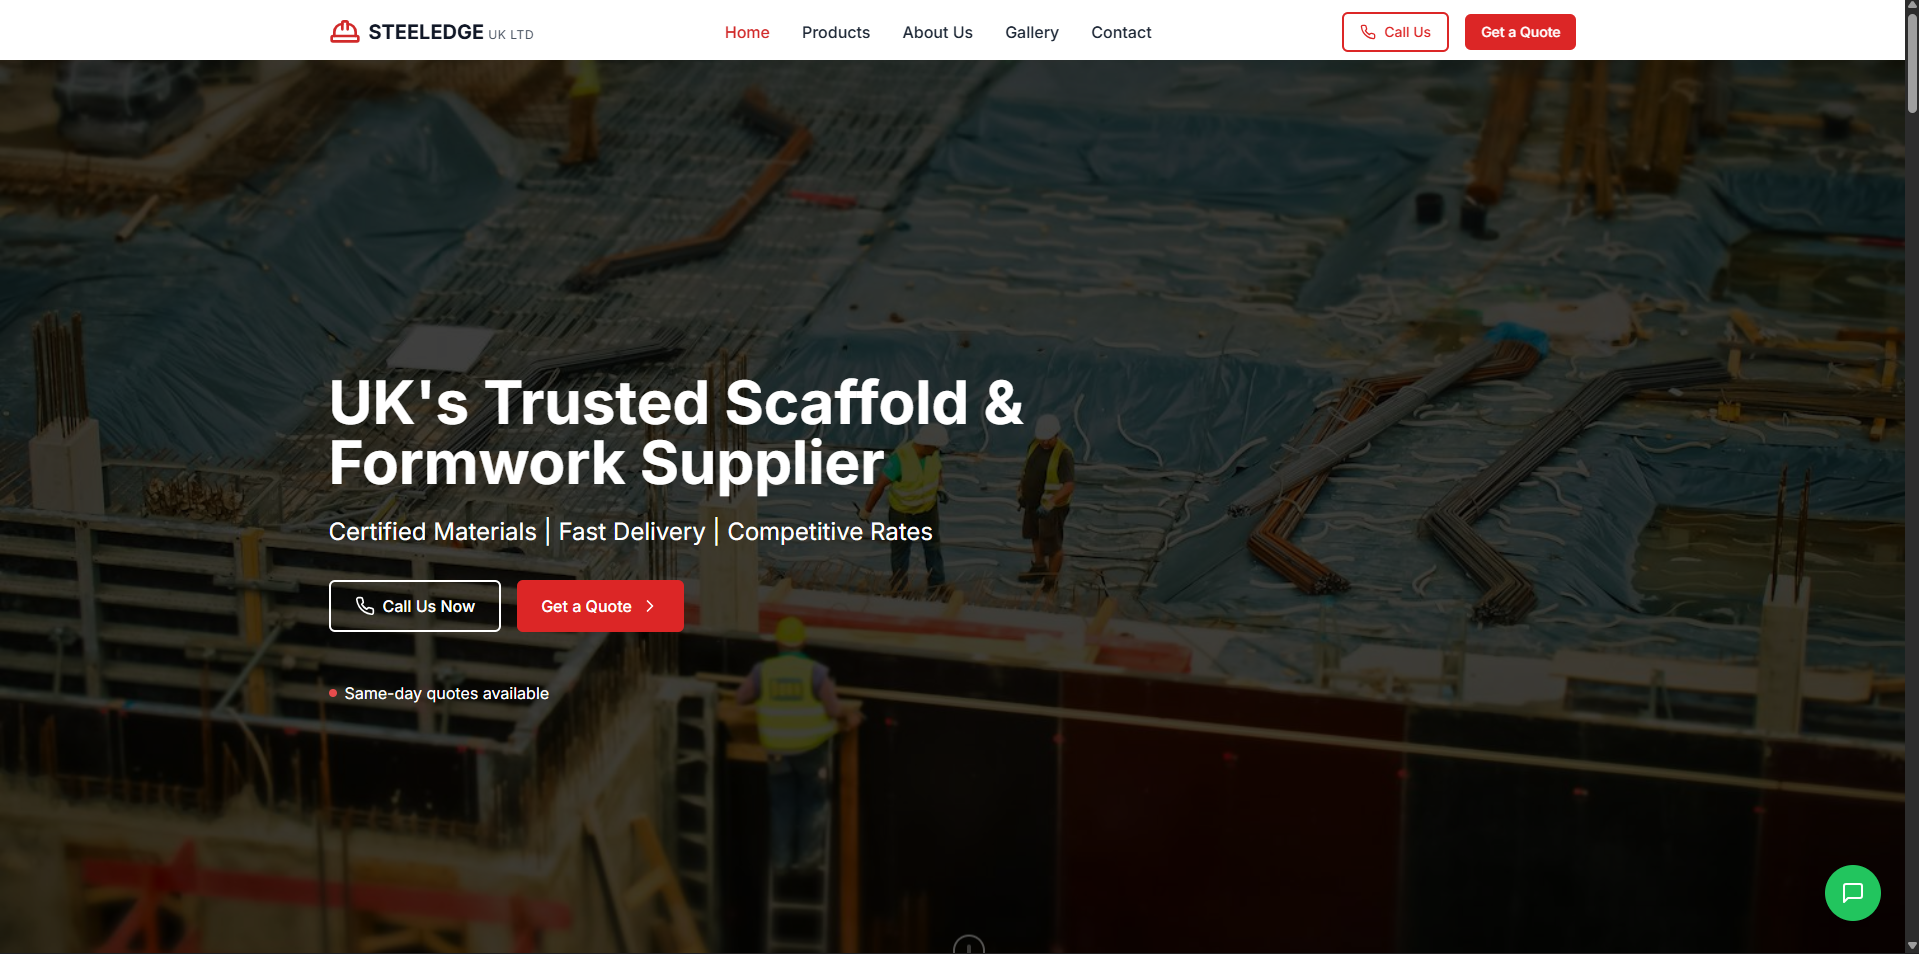 STEELEDGE UK LTD
Home Products About Us Gallery Contact
Call Us Get a Quote
UK's Trusted Scaffold &
Formwork Supplier
Certified Materials | Fast Delivery | Competitive Rates
Call Us Now Get a Quote
Same-day quotes available